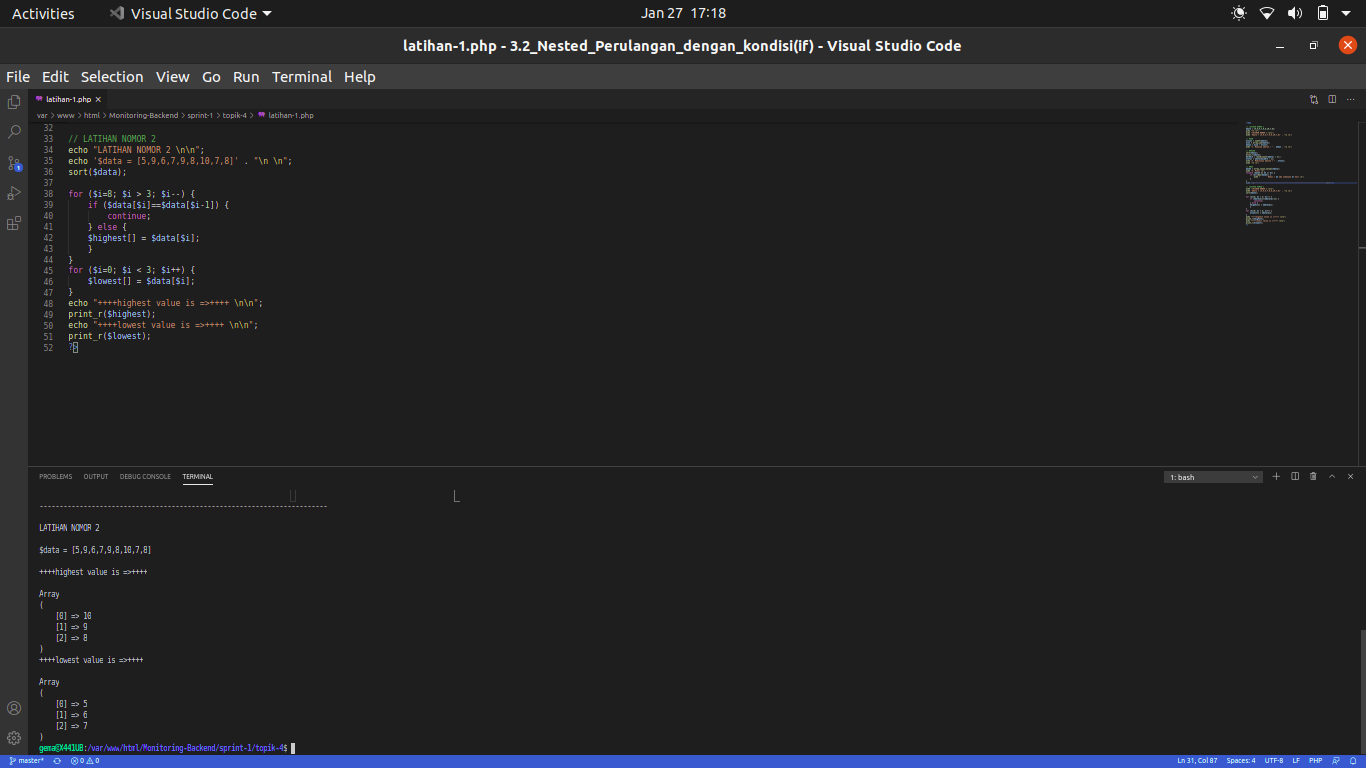 Activities
Visual Studio Code
Jan 27 17:18
latihan-1.php - 3.2_Nested_Perulangan_dengan_kondisi(if) - Visual Studio Code
File Edit Selection View Go Run Terminal Help
latihan-1.php
var > www > html > Monitoring-Backend > sprint-1 > topik-4 > latihan-1.php
32
33 // LATIHAN NOMOR 2
34 echo "LATIHAN NOMOR 2 \n\n";
35 echo '$data = [5,9,6,7,9,8,10,7,8]' . "\n \n";
36 sort($data);
37
38 for ($i=8; $i > 3; $i--) {
39 if ($data[$i]==$data[$i-1]) {
40 continue;
41 } else {
42 $highest[] = $data[$i];
43 }
44 }
45 for ($i=0; $i < 3; $i++) {
46 $lowest[] = $data[$i];
47 }
48 echo "++++highest value is =>++++ \n\n";
49 print_r($highest);
50 echo "++++lowest value is =>++++ \n\n";
51 print_r($lowest);
52 ?>
PROBLEMS OUTPUT DEBUG CONSOLE TERMINAL
1: bash
------------------------------------------------------------------------
LATIHAN NOMOR 2
$data = [5,9,6,7,9,8,10,7,8]
++++highest value is =>++++
Array
(
[0] => 10
[1] => 9
[2] => 8
)
++++lowest value is =>++++
Array
(
[0] => 5
[1] => 6
[2] => 7
)
gema@X441UB:/var/www/html/Monitoring-Backend/sprint-1/topik-4$
master* 0 0 Ln 31, Col 87 Spaces: 4 UTF-8 LF PHP